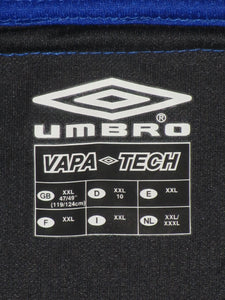 UMBRO®
VAPA TECH
GB XXL 47/49" (119/124cm) D XXL 10 E XXL
F XXL I XXL NL XXL/XXXL